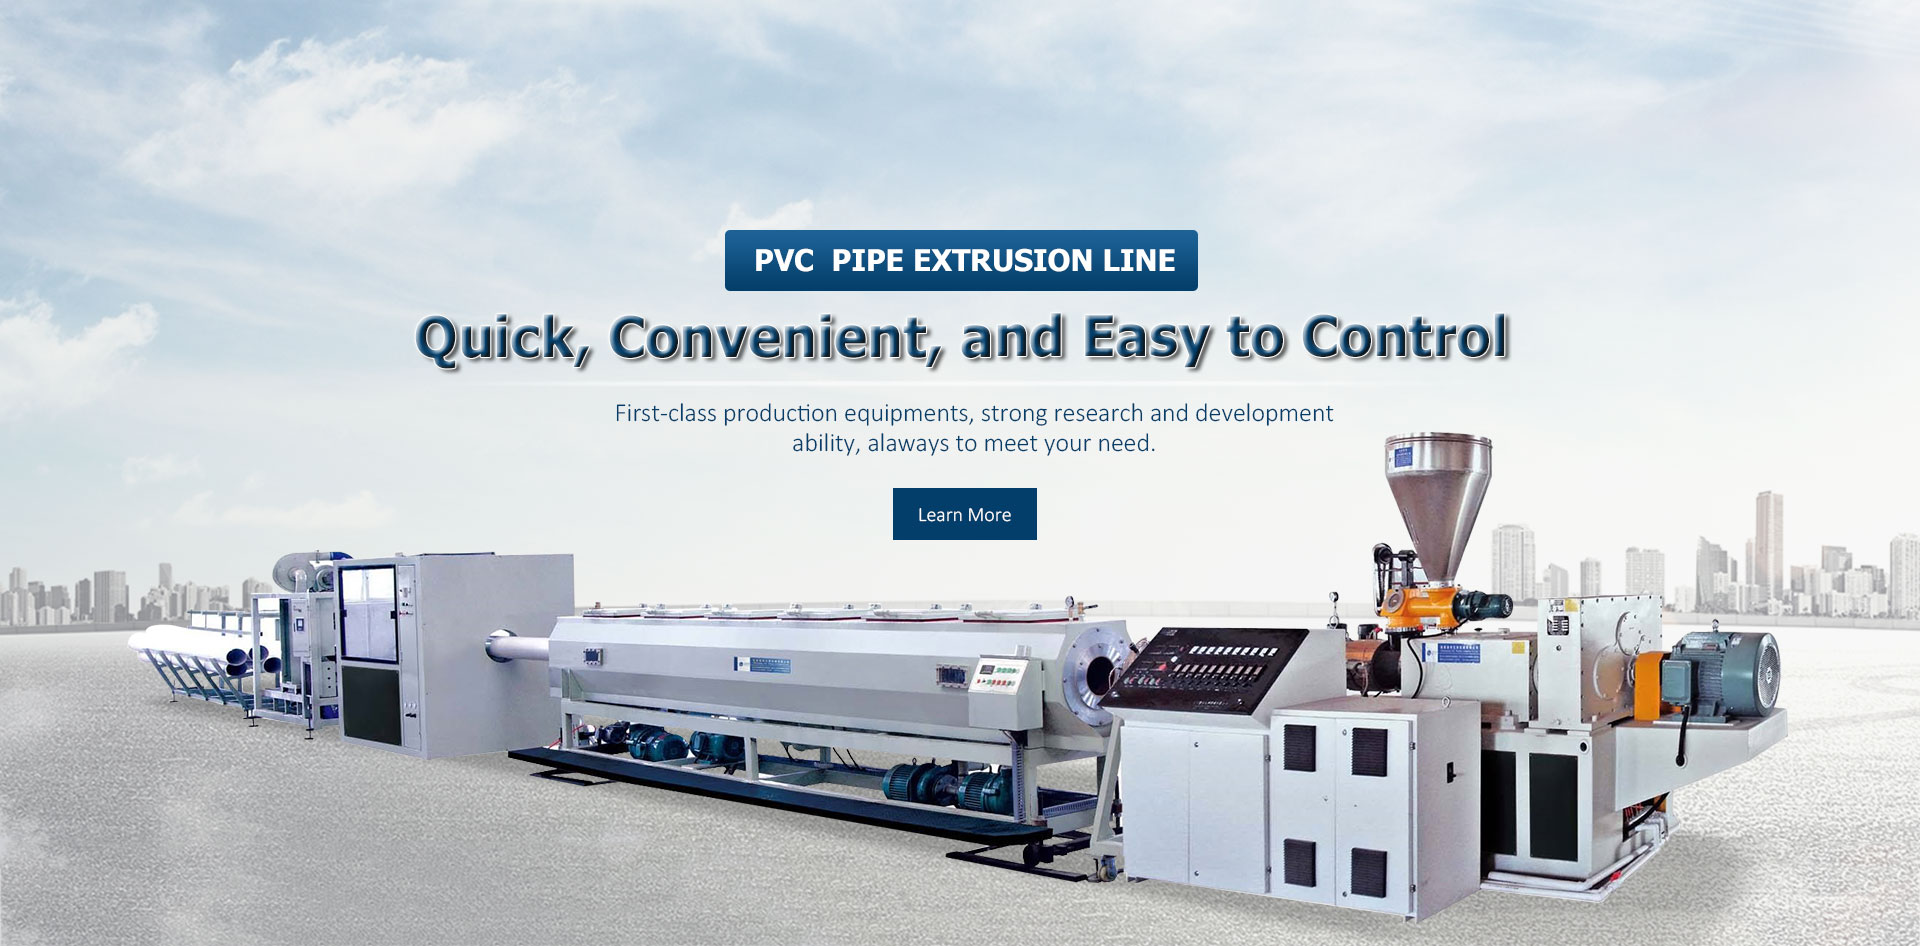 PVC PIPE EXTRUSION LINE
Quick, Convenient, and Easy to Control
First-class production equipments, strong research and development
ability, alaways to meet your need.
Learn More